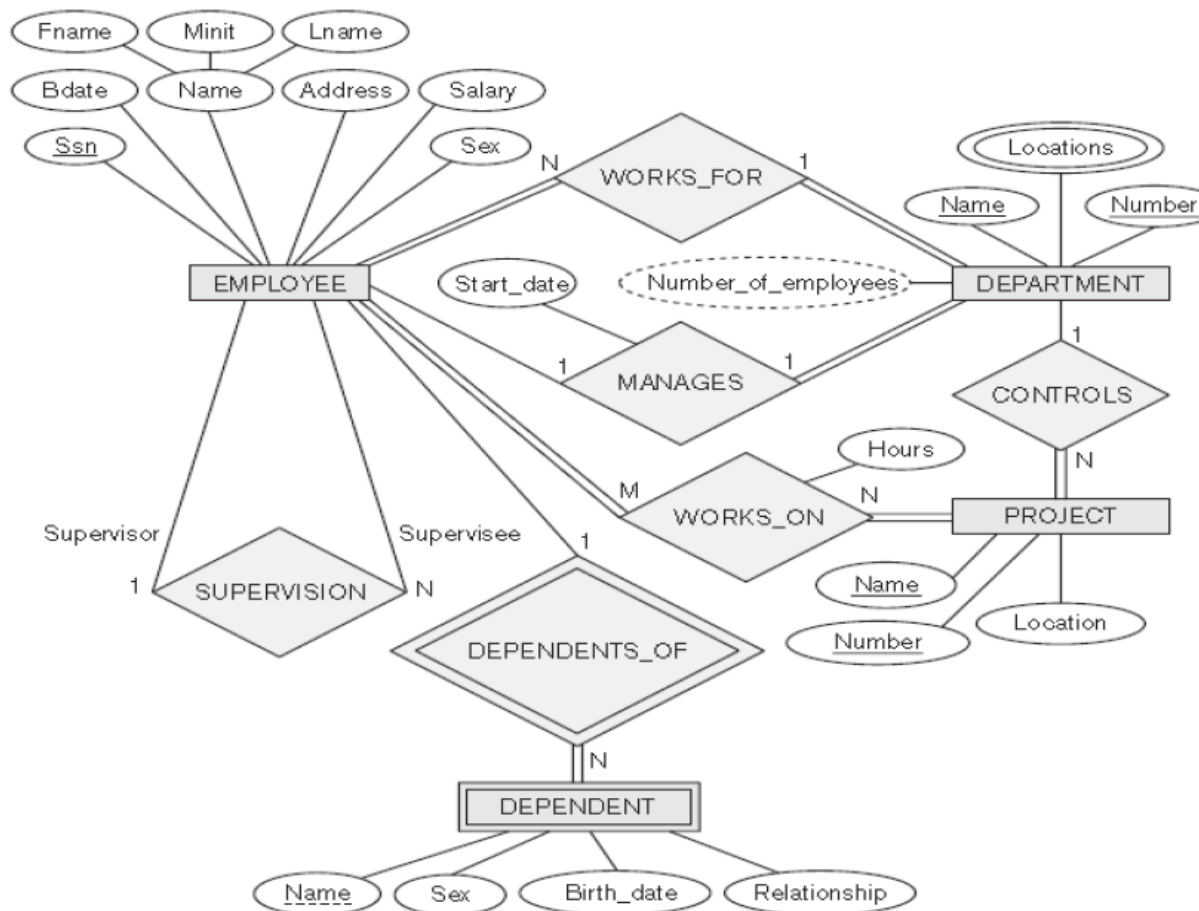 Fname
Minit
Lname
Bdate
Name
Address
Salary
Ssn
Sex
N
WORKS_FOR
1
Locations
Name
Number
EMPLOYEE
Start_date
Number_of_employees
DEPARTMENT
1
MANAGES
1
1
CONTROLS
Hours
N
M
WORKS_ON
N
PROJECT
Supervisor
Supervisee
1
SUPERVISION
N
1
Name
Number
Location
DEPENDENTS_OF
N
DEPENDENT
Name
Sex
Birth_date
Relationship